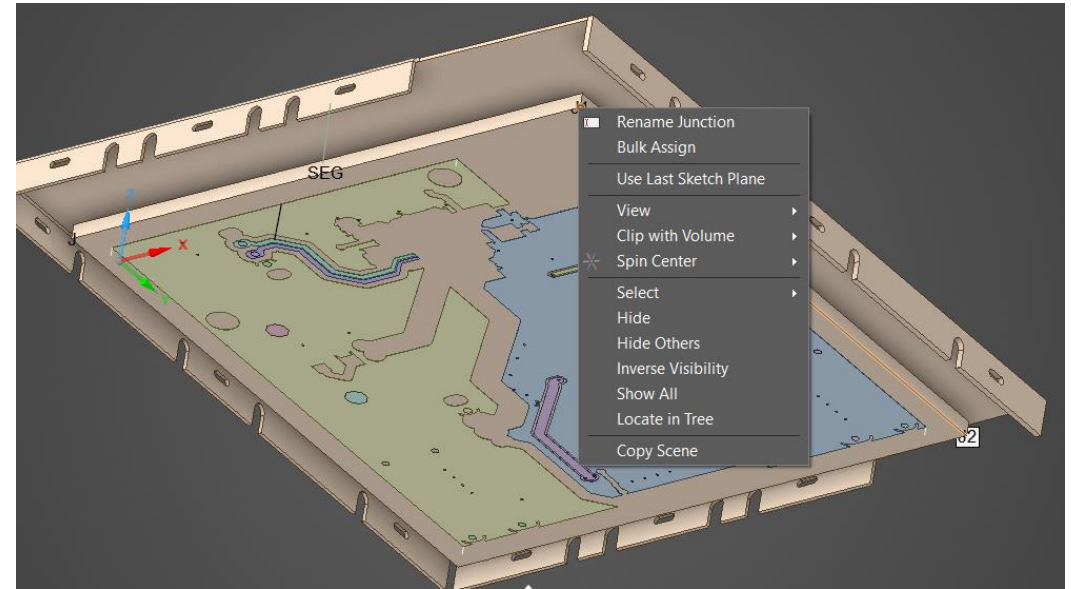 SEG
Rename Junction
Bulk Assign
Use Last Sketch Plane
View
Clip with Volume
Spin Center
Select
Hide
Hide Others
Inverse Visibility
Show All
Locate in Tree
Copy Scene
Z
X
Y